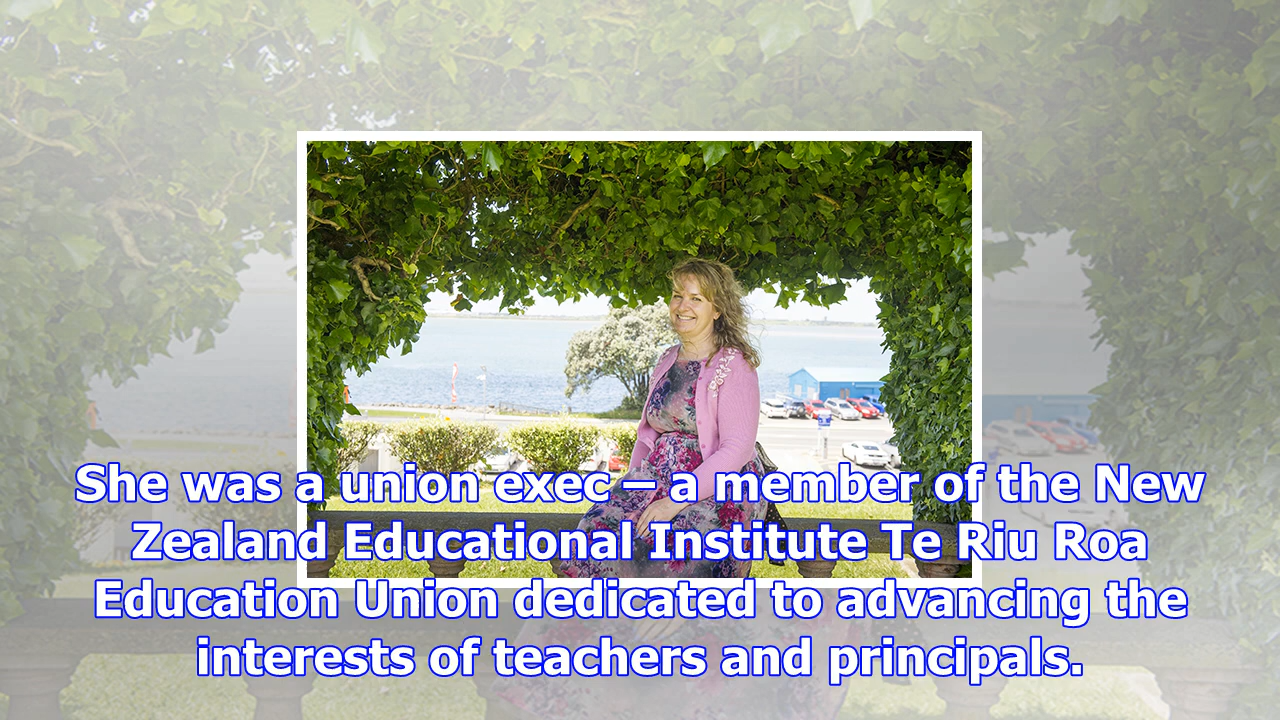 She was a union exec – a member of the New
Zealand Educational Institute Te Riu Roa
Education Union dedicated to advancing the
interests of teachers and principals.